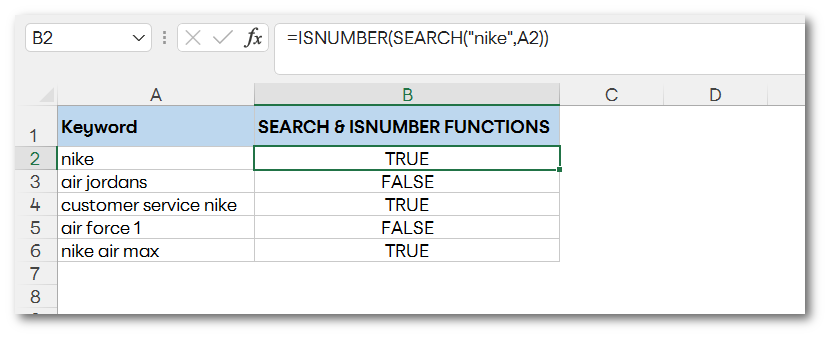 B2 fx =ISNUMBER(SEARCH("nike",A2))
A B C D
1 Keyword SEARCH & ISNUMBER FUNCTIONS
2 nike TRUE
3 air jordans FALSE
4 customer service nike TRUE
5 air force 1 FALSE
6 nike air max TRUE
7
8